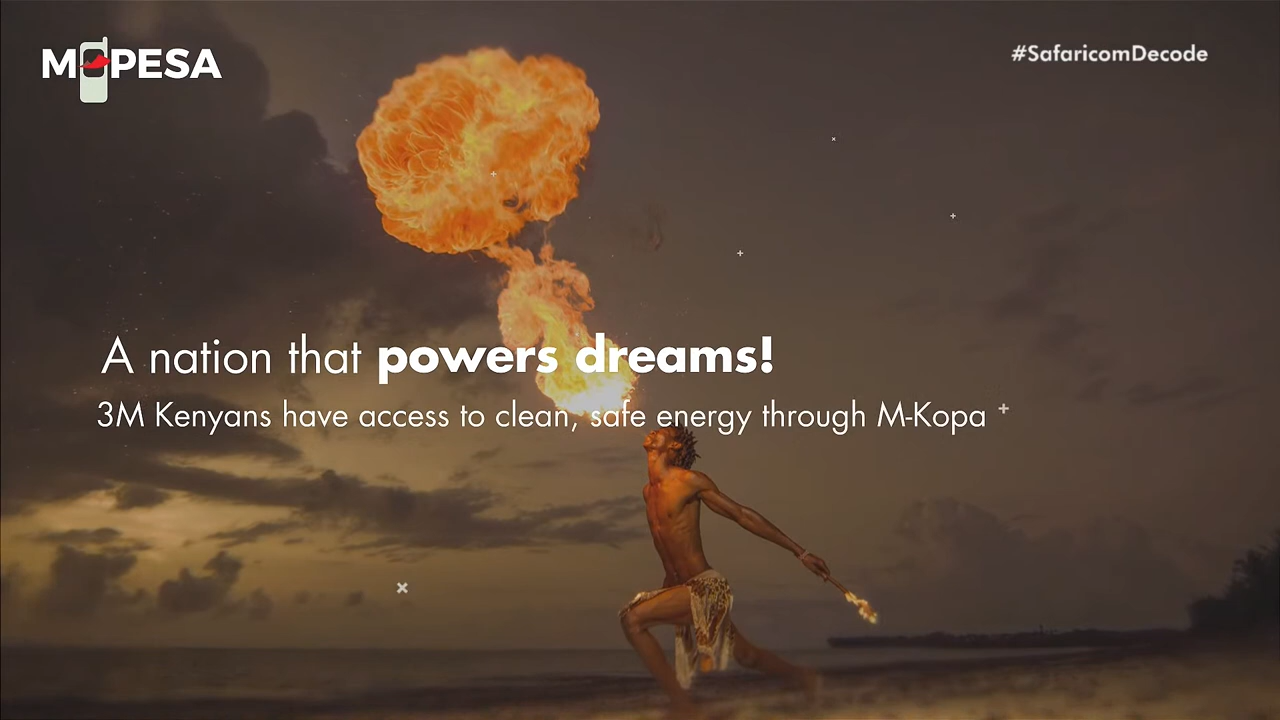 M-PESA
#SafaricomDecode
A nation that powers dreams!
3M Kenyans have access to clean, safe energy through M-Kopa